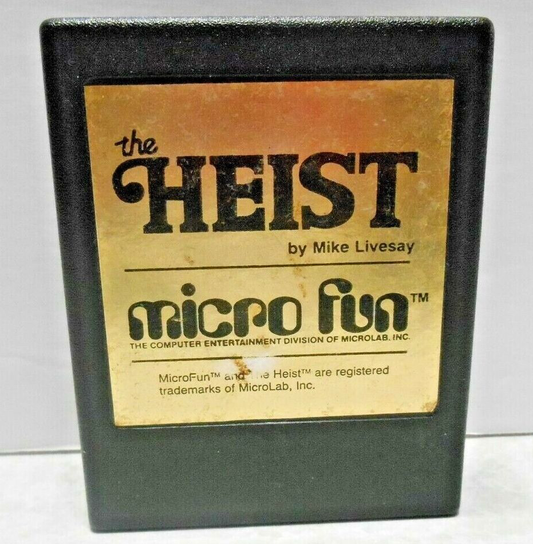 the
HEIST
by Mike Livesay
micro fun™
THE COMPUTER ENTERTAINMENT DIVISION OF MICROLAB, INC.
MicroFun™ and The Heist™ are registered
trademarks of MicroLab, Inc.